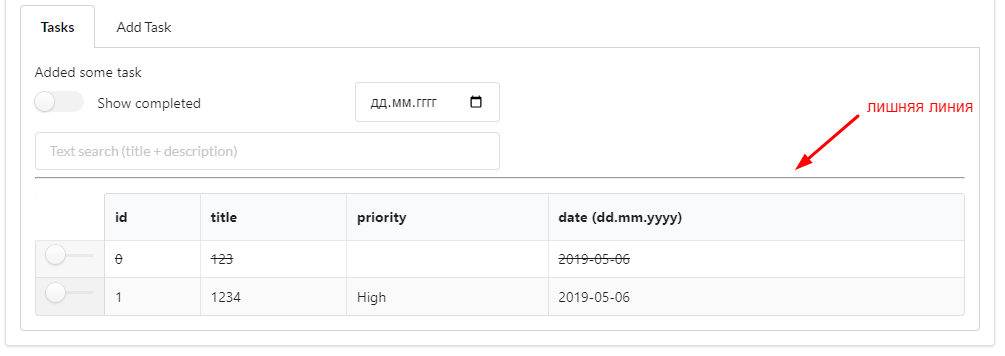 Tasks Add Task
Added some task
Show completed дд.мм.гггг
лишняя линия
Text search (title + description)
id title priority date (dd.mm.yyyy)
0 123 2019-05-06
1 1234 High 2019-05-06